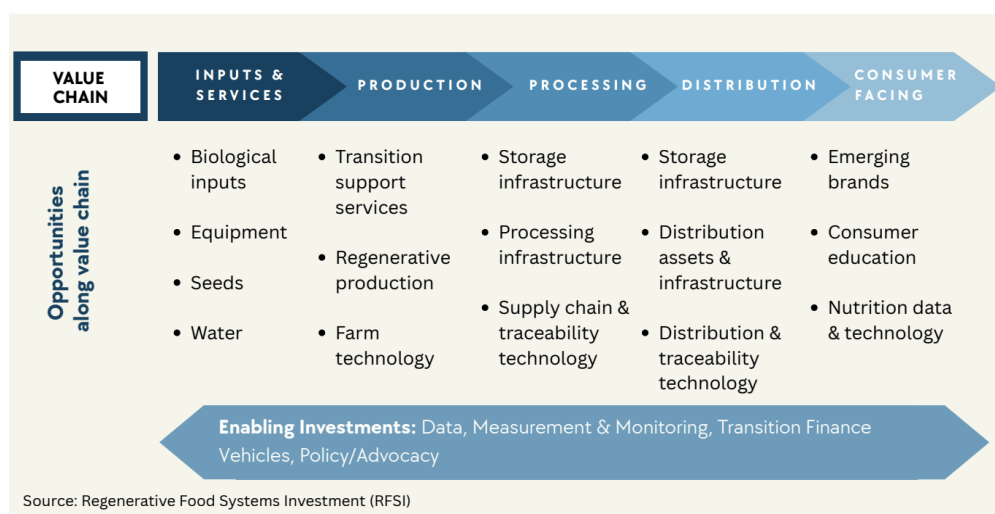 VALUE
CHAIN
INPUTS &
SERVICES
PRODUCTION
PROCESSING
DISTRIBUTION
CONSUMER
FACING
Opportunities
along value chain
• Biological
inputs
• Equipment
• Seeds
• Water
• Transition
support
services
• Regenerative
production
• Farm
technology
• Storage
infrastructure
• Processing
infrastructure
• Supply chain &
traceability
technology
• Storage
infrastructure
• Distribution
assets &
infrastructure
• Distribution &
traceability
technology
• Emerging
brands
• Consumer
education
• Nutrition data
& technology
Enabling Investments: Data, Measurement & Monitoring, Transition Finance
Vehicles, Policy/Advocacy
Source: Regenerative Food Systems Investment (RFSI)